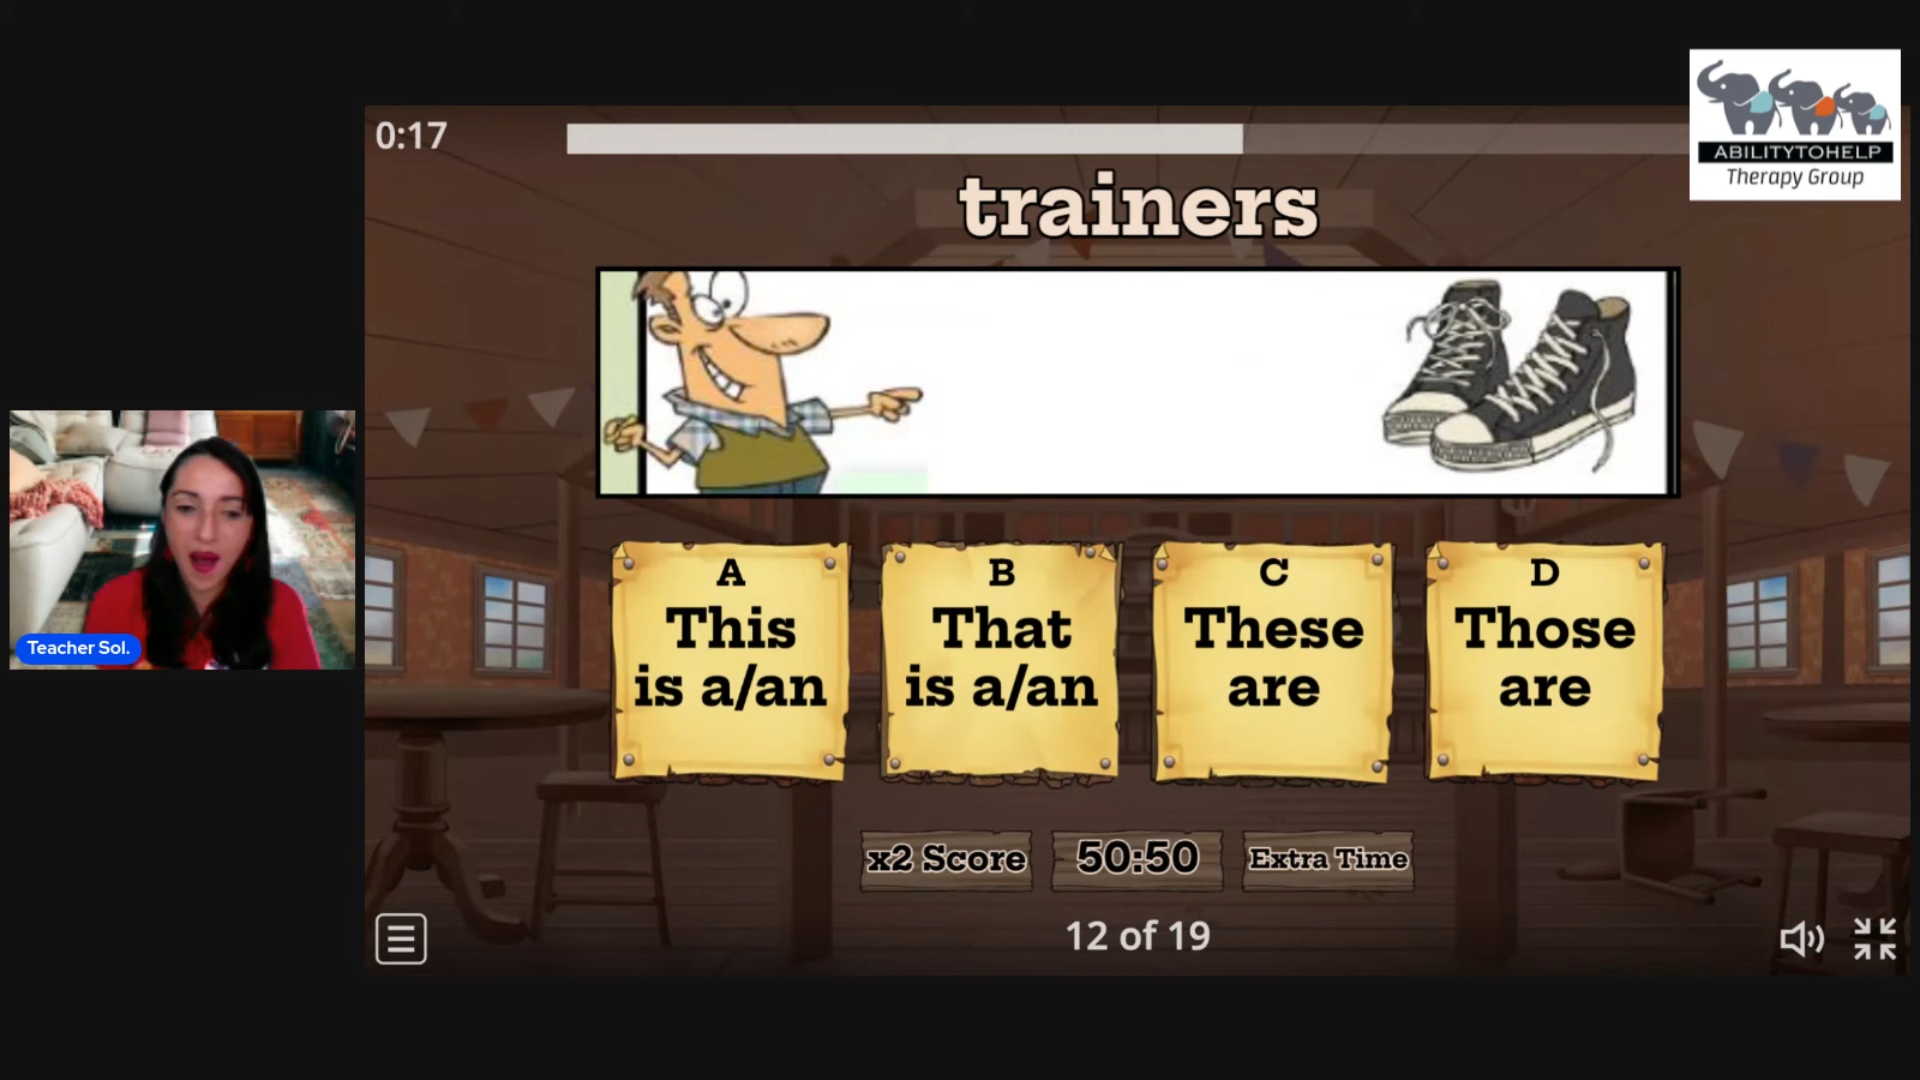 0:17
ABILITYTOHELP
Therapy Group
trainers
A
This
is a/an
B
That
is a/an
C
These
are
D
Those
are
Teacher Sol.
x2 Score
50:50
Extra Time
12 of 19